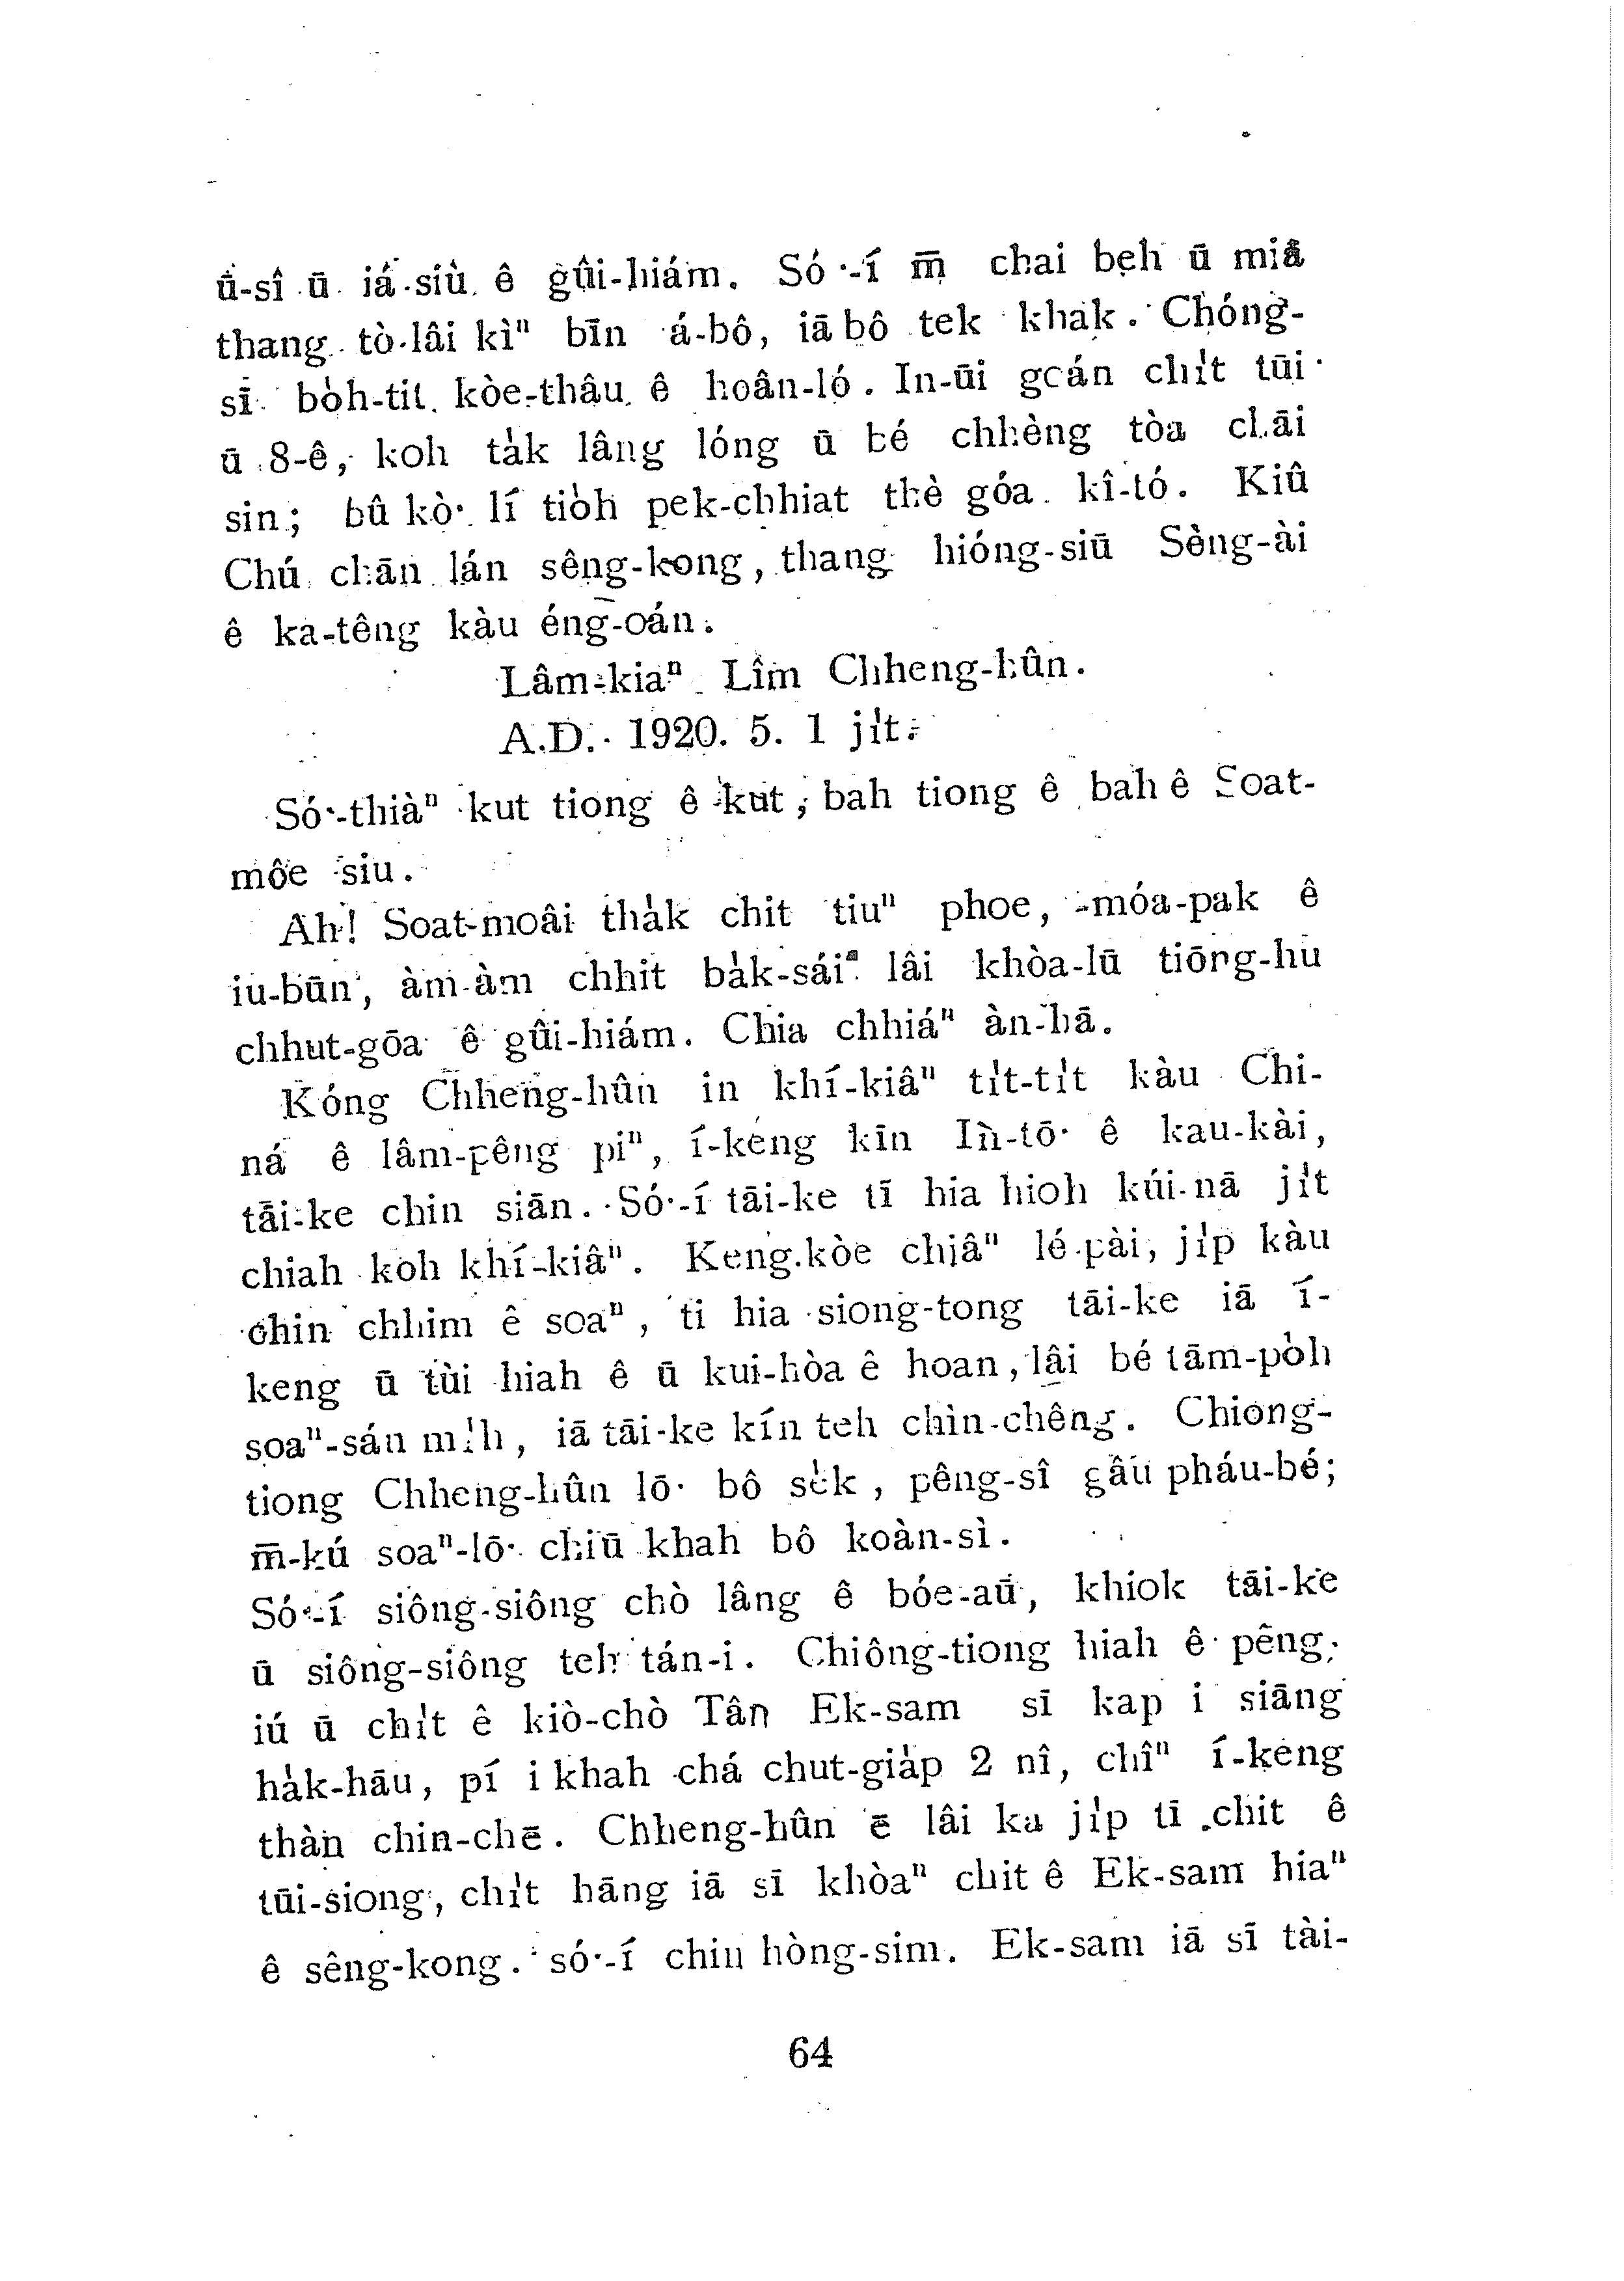 ū-sî ū iá-siù ê gûi-hiám. Só͘-í m̄ chai beh ū miā
thang tò-lâi kìⁿ bīn á-bô, iā bô tek khak. Chóng-
sī bo̍h-tit kòe-thâu ê hoân-ló. In-ūi goán chi̍t tūi
ū 8-ê, koh ta̍k lâng lóng ū bé chhèng tòa chāi
sin; bû kò͘ lí tio̍h pek-chhiat thè góa kî-tó. Kiû
Chú chān lán sêng-kong, thang hióng-siū Sèng-ài
ê ka-têng kàu éng-oán.
Lâm-kiaⁿ Lîm Chheng-hûn.
A.D. 1920. 5. 1 ji̍t.
Só͘-thiàⁿ kut tiong ê kut, bah tiong ê bah ê Soat-
môe siu.
Ah! Soat-moâi tha̍k chit tiuⁿ phoe, móa-pak ê
iu-būn, àm-àm chhit ba̍k-sáiⁿ lâi khòa-lū tiōng-hu
chhut-gōa ê gûi-hiám. Chia chhiáⁿ àn-hā.
Kóng Chheng-hûn in khí-kiâⁿ ti̍t-ti̍t kàu Chi-
ná ê lâm-pêng piⁿ, í-keng kīn Ìn-tō͘ ê kau-kài,
tāi-ke chin siān. Só͘-í tāi-ke tī hia hioh kúi-nā ji̍t
chiah koh khí-kiâⁿ. Keng-kòe chiâⁿ lé-pài, ji̍p kàu
chin chhim ê soaⁿ, ti hia siong-tong tāi-ke iā í-
keng ū tùi hiah ê ū kui-hòa ê hoan, lâi bé tām-po̍h
soaⁿ-sán mi̍h, iā tāi-ke kín teh chìn-chêng. Chiong-
tiong Chheng-hûn lō͘ bô se̍k, pêng-sî gâu pháu-bé;
m̄-kú soaⁿ-lō͘ chiū khah bô koàn-sì.
Só͘-í siông-siông chò lâng ê bóe-aū, khiok tāi-ke
ū siông-siông teh tán-i. Chiông-tiong hiah ê pêng-
iú ū chi̍t ê kiò-chò Tân Ek-sam sī kap i siāng
ha̍k-hāu, pí i khah chá chut-gia̍p 2 nî, chîⁿ í-keng
thàn chin-chē. Chheng-hûn ē lâi ka ji̍p tī chit ê
tūi-siong, chi̍t hāng iā sī khòaⁿ chit ê Ek-sam hiaⁿ
ê sêng-kong. só͘-í chin hòng-sim. Ek-sam iā sī tài-
64